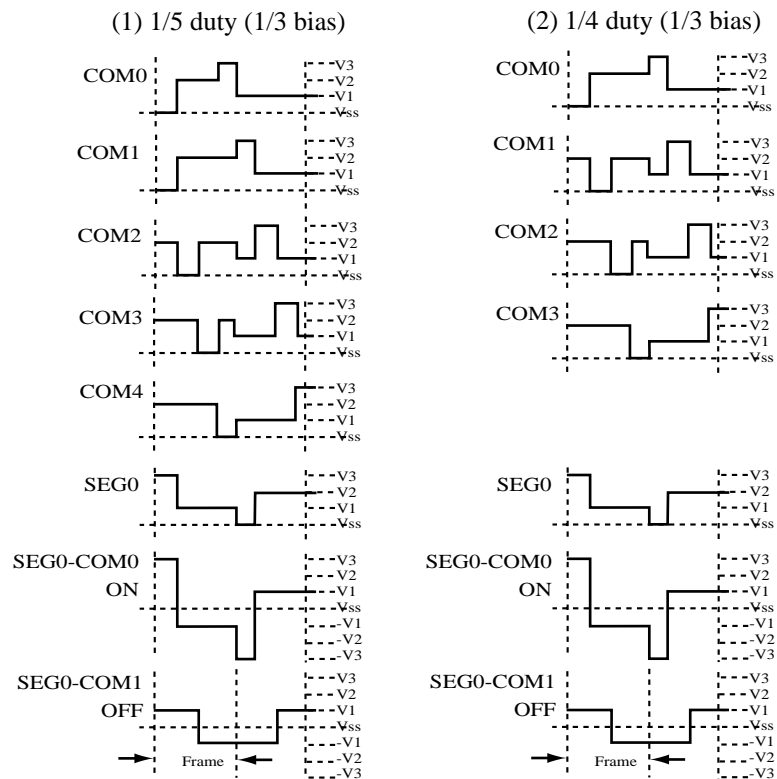 (1) 1/5 duty (1/3 bias)
COM0
V3
V2
V1
Vss
COM1
V3
V2
V1
Vss
COM2
V3
V2
V1
Vss
COM3
V3
V2
V1
Vss
COM4
V3
V2
V1
Vss
SEG0
V3
V2
V1
Vss
SEG0-COM0
ON
V3
V2
V1
Vss
-V1
-V2
-V3
SEG0-COM1
OFF
V3
V2
V1
Vss
-V1
-V2
-V3
Frame
(2) 1/4 duty (1/3 bias)
COM0
V3
V2
V1
Vss
COM1
V3
V2
V1
Vss
COM2
V3
V2
V1
Vss
COM3
V3
V2
V1
Vss
SEG0
V3
V2
V1
Vss
SEG0-COM0
ON
V3
V2
V1
Vss
-V1
-V2
-V3
SEG0-COM1
OFF
V3
V2
V1
Vss
-V1
-V2
-V3
Frame